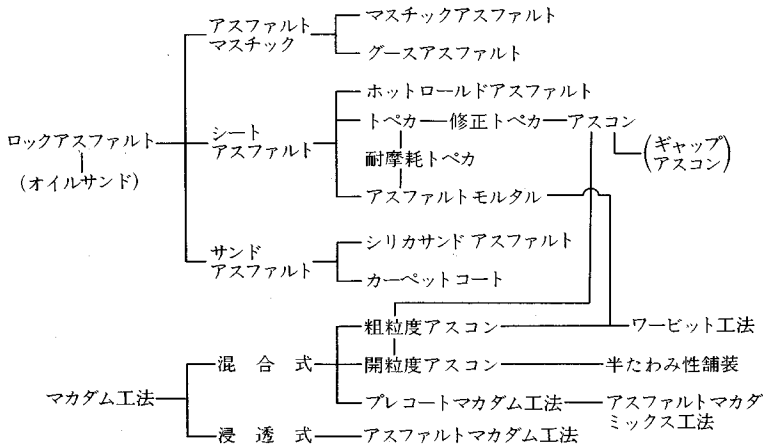 アスファルト
マスチック
マスチックアスファルト
グースアスファルト
ロックアスファルト
(オイルサンド)
シート
アスファルト
ホットロールドアスファルト
トペカ 修正トペカ アスコン
耐摩耗トペカ
(ギャップ
アスコン)
アスファルトモルタル
サンド
アスファルト
シリカサンド アスファルト
カーペットコート
マカダム工法
混合式
粗粒度アスコン ワービット工法
開粒度アスコン 半たわみ性舗装
プレコートマカダム工法 アスファルトマカダ
ミックス工法
浸透式 アスファルトマカダム工法